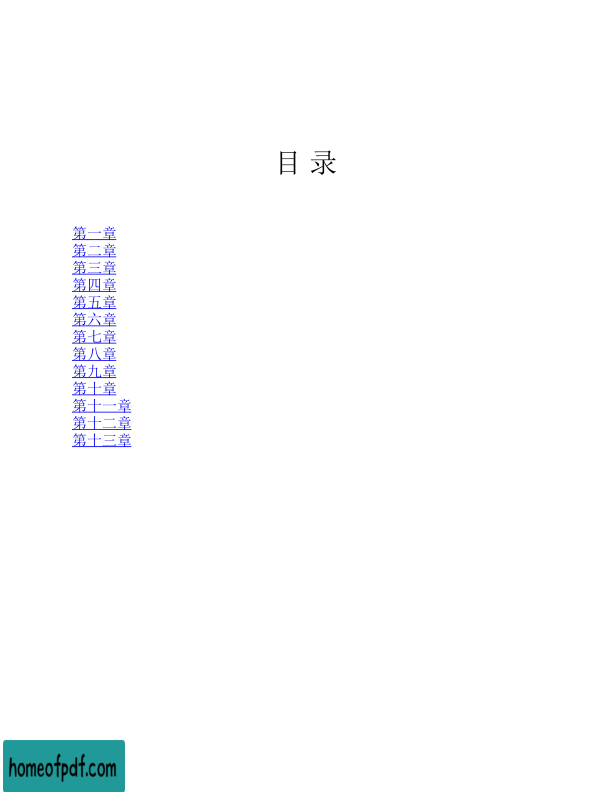 目 录
第一章
第二章
第三章
第四章
第五章
第六章
第七章
第八章
第九章
第十章
第十一章
第十二章
第十三章
homeofpdf.com